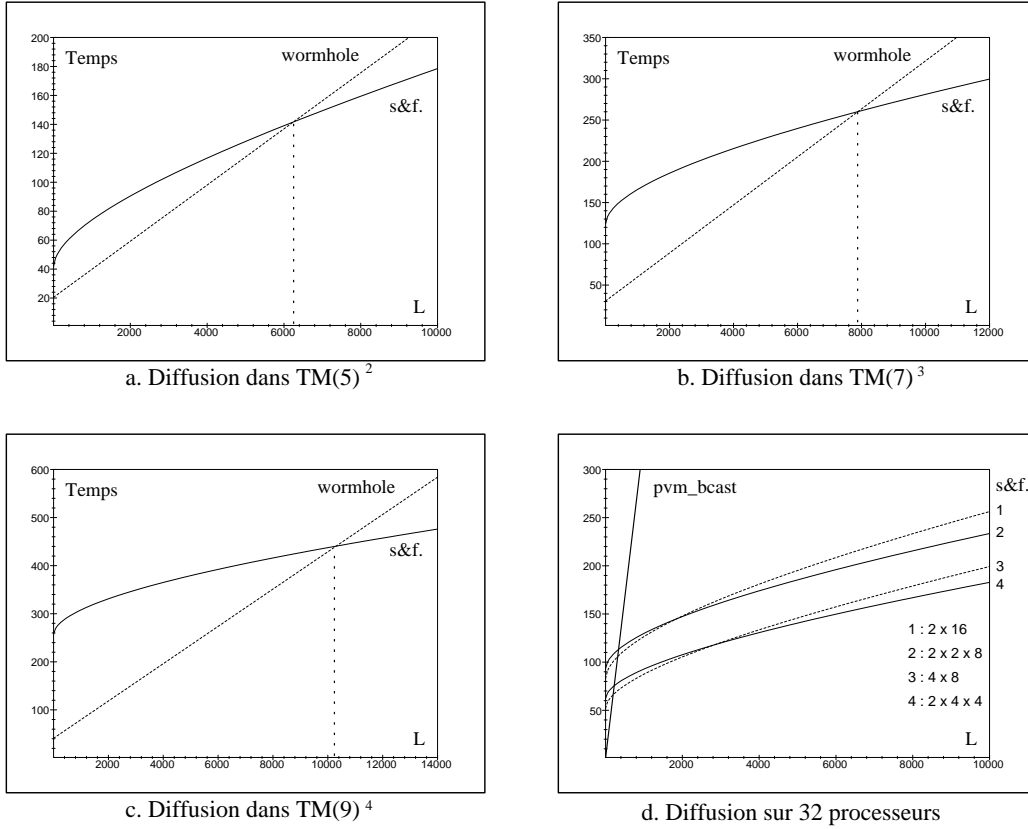 200
180
160
140
120
100
80
60
40
20
Temps
wormhole
s&f.
L
2000 4000 6000 8000 10000
a. Diffusion dans TM(5) 2
350
300
250
200
150
100
50
Temps
wormhole
s&f.
L
2000 4000 6000 8000 10000 12000
b. Diffusion dans TM(7) 3
600
500
400
300
200
100
Temps
wormhole
s&f.
L
2000 4000 6000 8000 10000 12000 14000
c. Diffusion dans TM(9) 4
300
250
200
150
100
50
pvm_bcast
s&f.
1
2
3
4
1 : 2 x 16
2 : 2 x 2 x 8
3 : 4 x 8
4 : 2 x 4 x 4
L
2000 4000 6000 8000 10000
d. Diffusion sur 32 processeurs